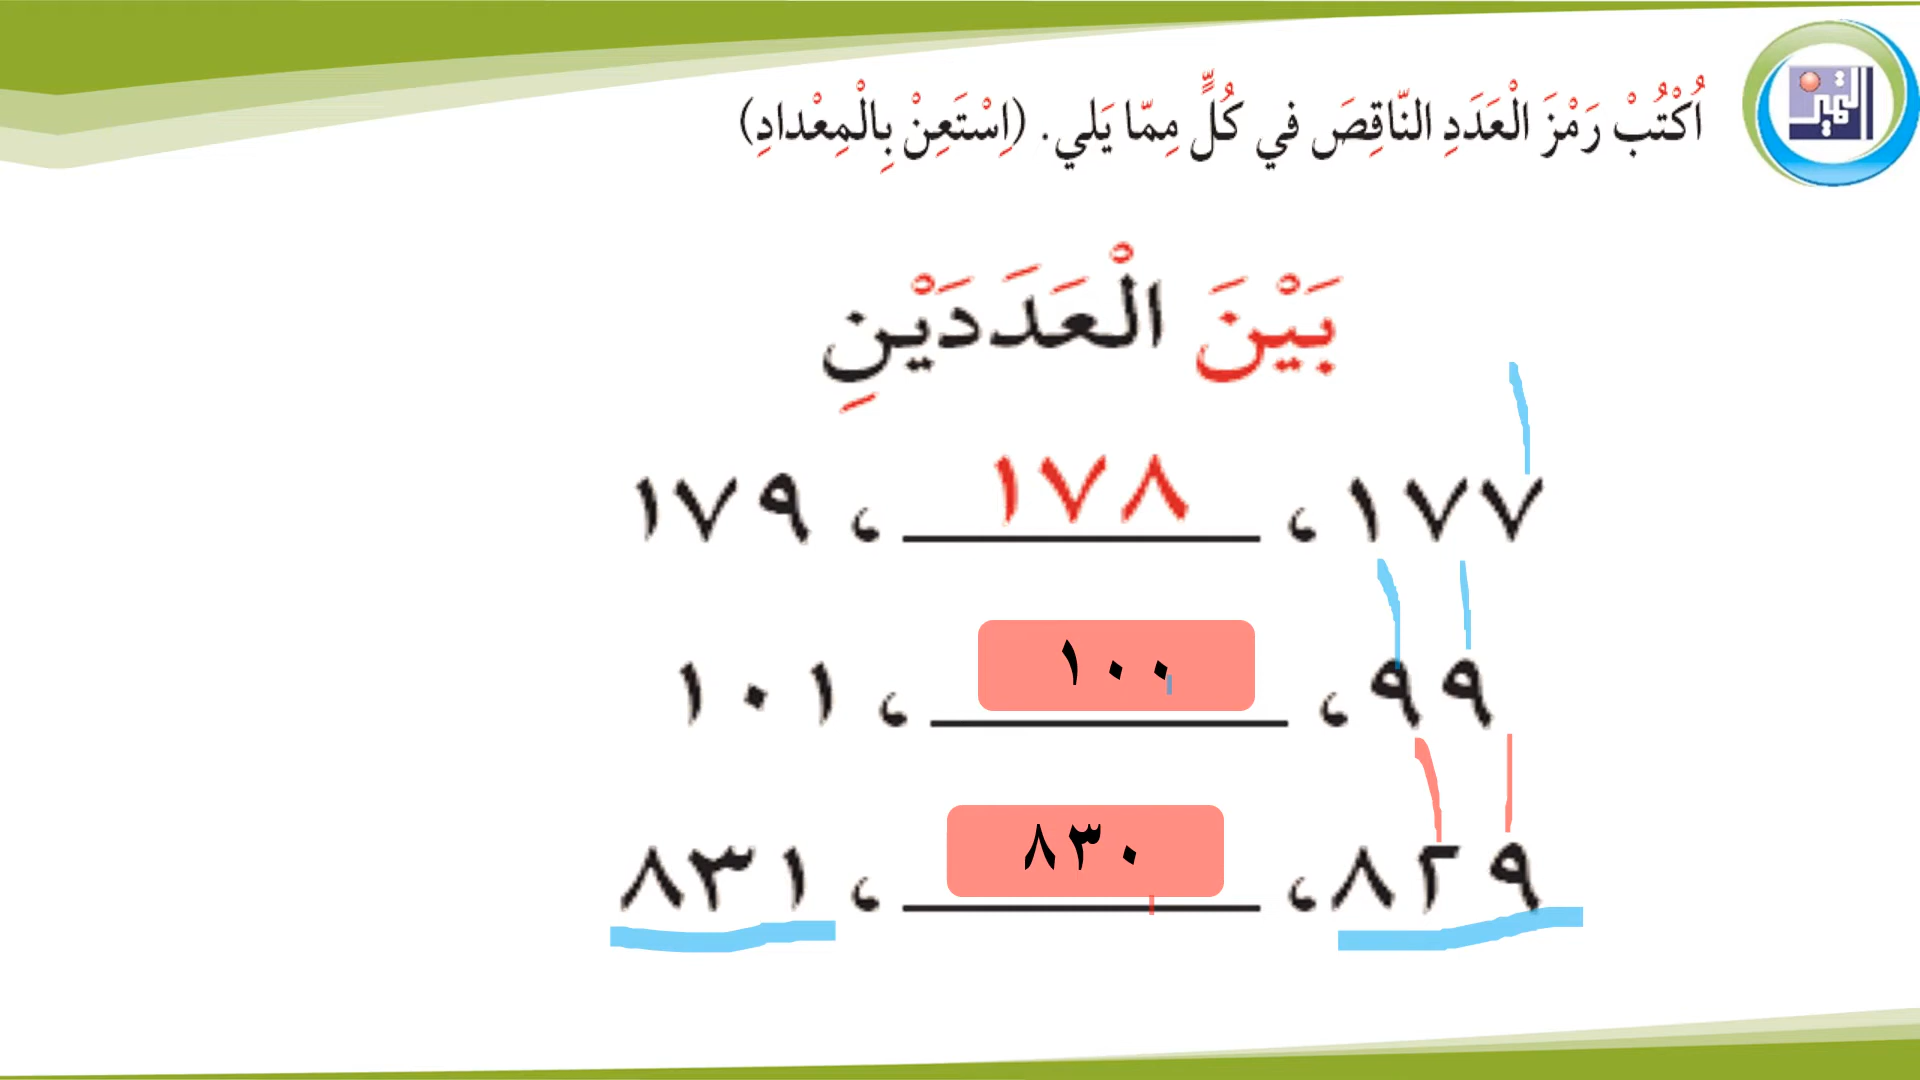 اُكْتُبْ رَمْزَ الْعَدَدِ النّاقِصَ في كُلٍّ مِمّا يَلي. (اِسْتَعِنْ بِالْمِعْدادِ)
بَيْنَ الْعَدَدَيْنِ
١٧٧ ، ١٧٨ ، ١٧٩
٩٩ ، ١٠٠ ، ١٠١
٨٢٩ ، ٨٣٠ ، ٨٣١